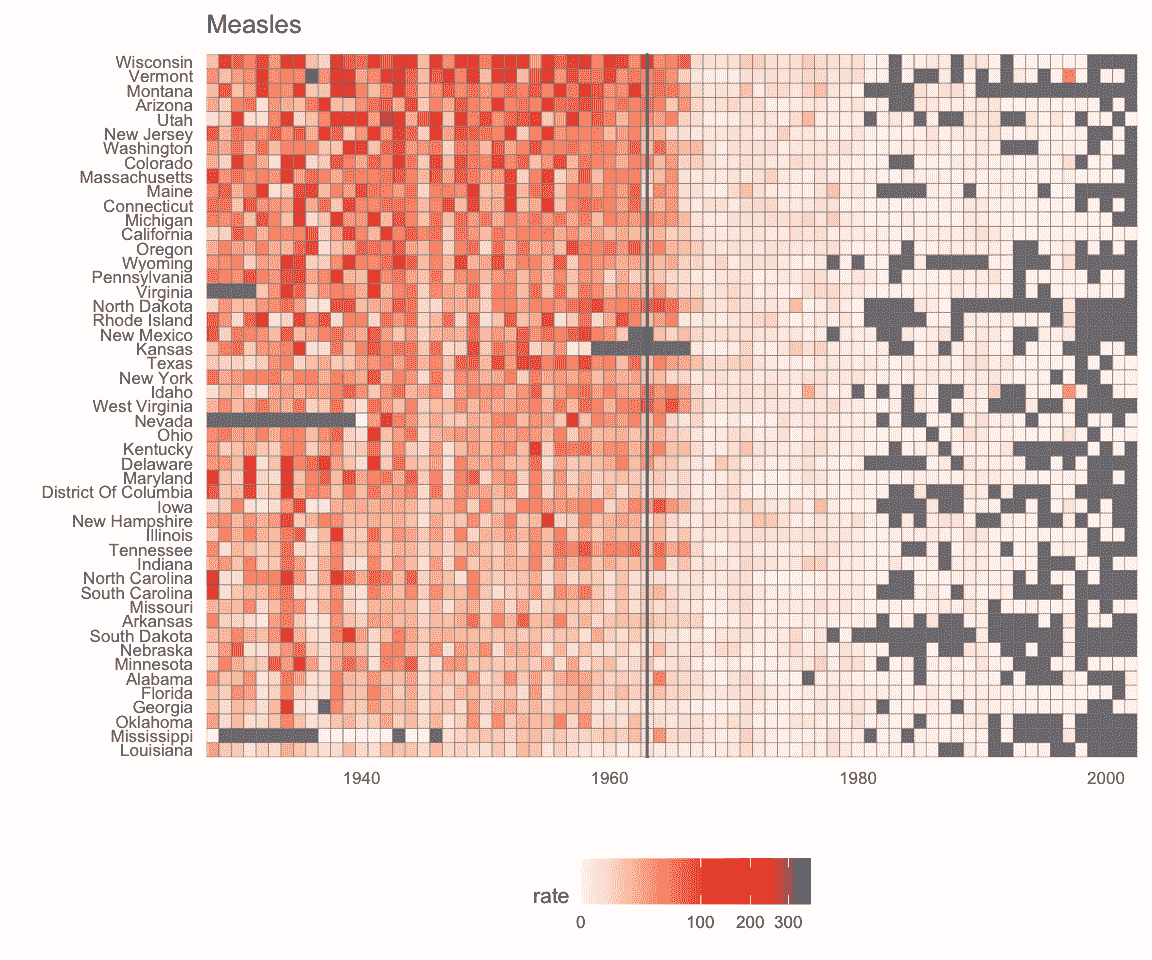 Measles
Wisconsin
Vermont
Montana
Arizona
Utah
New Jersey
Washington
Colorado
Massachusetts
Maine
Connecticut
Michigan
California
Oregon
Wyoming
Pennsylvania
Virginia
North Dakota
Rhode Island
New Mexico
Kansas
Texas
New York
Idaho
West Virginia
Nevada
Ohio
Kentucky
Delaware
Maryland
District Of Columbia
Iowa
New Hampshire
Illinois
Tennessee
Indiana
North Carolina
South Carolina
Missouri
Arkansas
South Dakota
Nebraska
Minnesota
Alabama
Florida
Georgia
Oklahoma
Mississippi
Louisiana
1940 1960 1980 2000
rate
0 100 200 300